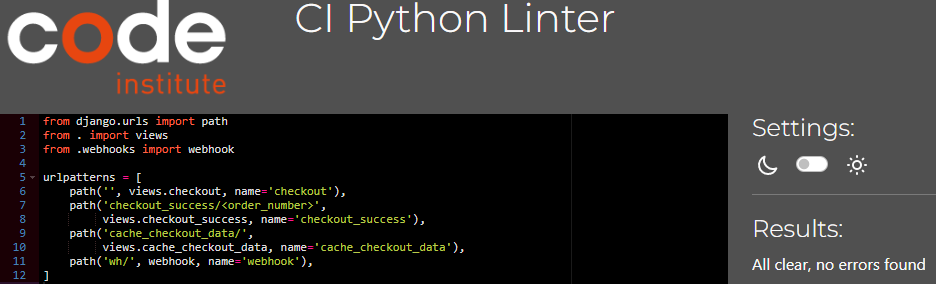 code
institute
CI Python Linter
1 from django.urls import path
2 from . import views
3 from .webhooks import webhook
4
5 urlpatterns = [
6     path('', views.checkout, name='checkout'),
7     path('checkout_success/<order_number>',
8          views.checkout_success, name='checkout_success'),
9     path('cache_checkout_data/',
10          views.cache_checkout_data, name='cache_checkout_data'),
11     path('wh/', webhook, name='webhook'),
12 ]
Settings:
Results:
All clear, no errors found